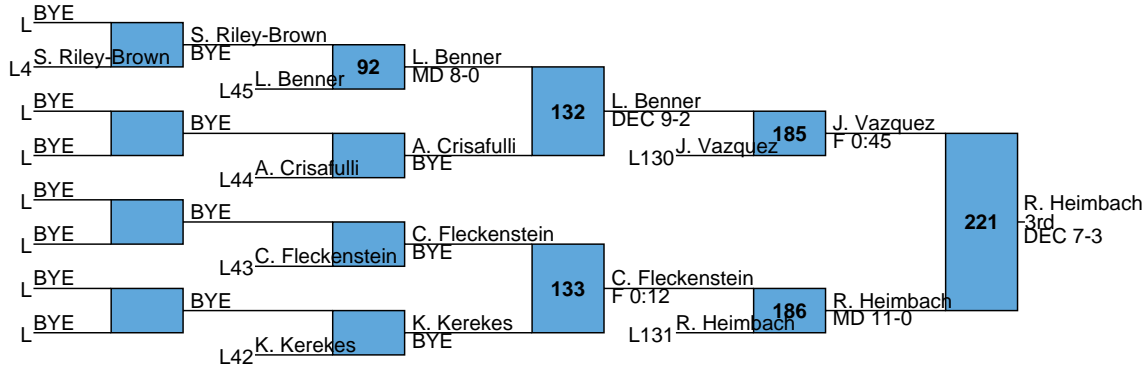 L BYE
L4 S. Riley-Brown
S. Riley-Brown
BYE
L45 L. Benner
92
L. Benner
MD 8-0
L BYE
L BYE
BYE
L44 A. Crisafulli
A. Crisafulli
BYE
132
L. Benner
DEC 9-2
L130 J. Vazquez
185
J. Vazquez
F 0:45
L BYE
L BYE
BYE
L43 C. Fleckenstein
C. Fleckenstein
BYE
L BYE
L BYE
BYE
L42 K. Kerekes
K. Kerekes
BYE
133
C. Fleckenstein
F 0:12
L131 R. Heimbach
186
R. Heimbach
MD 11-0
221
R. Heimbach
3rd
DEC 7-3